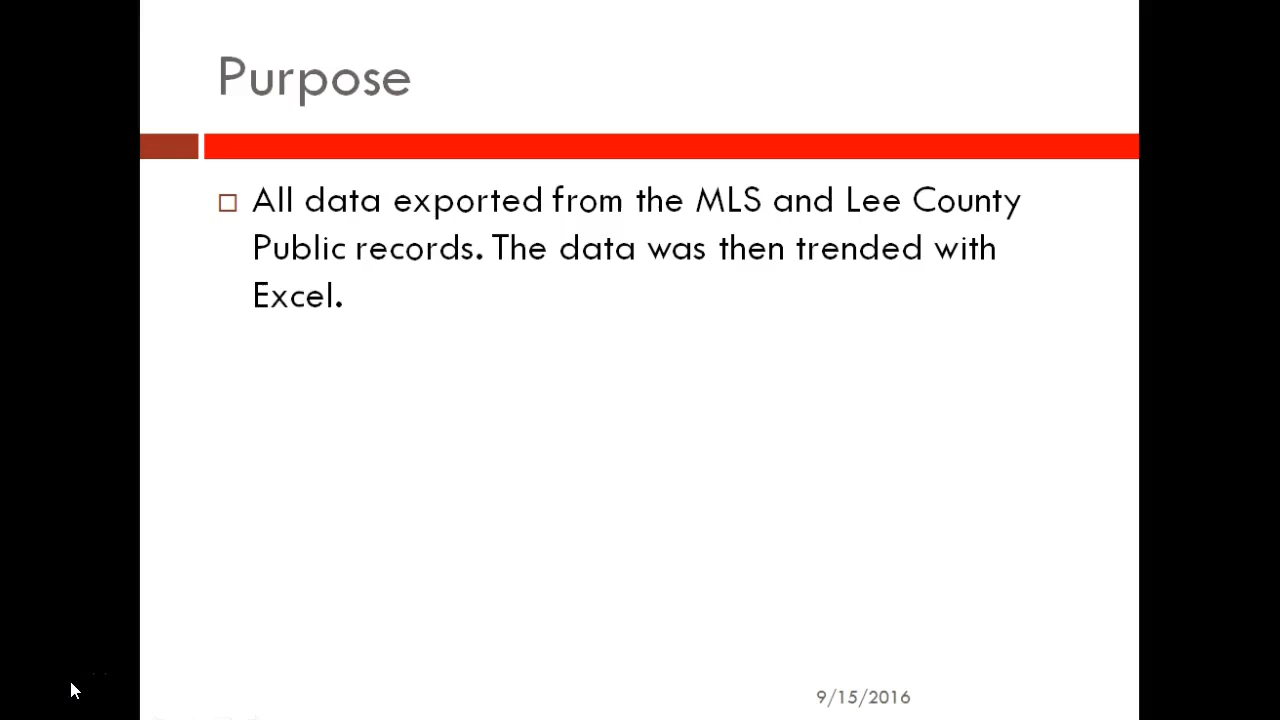 Purpose
All data exported from the MLS and Lee County
Public records. The data was then trended with
Excel.
9/15/2016